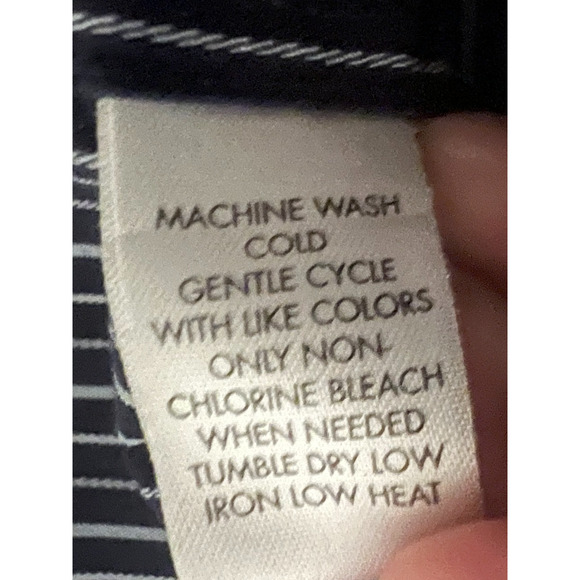 MACHINE WASH
COLD
GENTLE CYCLE
WITH LIKE COLORS
ONLY NON-
CHLORINE BLEACH
WHEN NEEDED
TUMBLE DRY LOW
IRON LOW HEAT